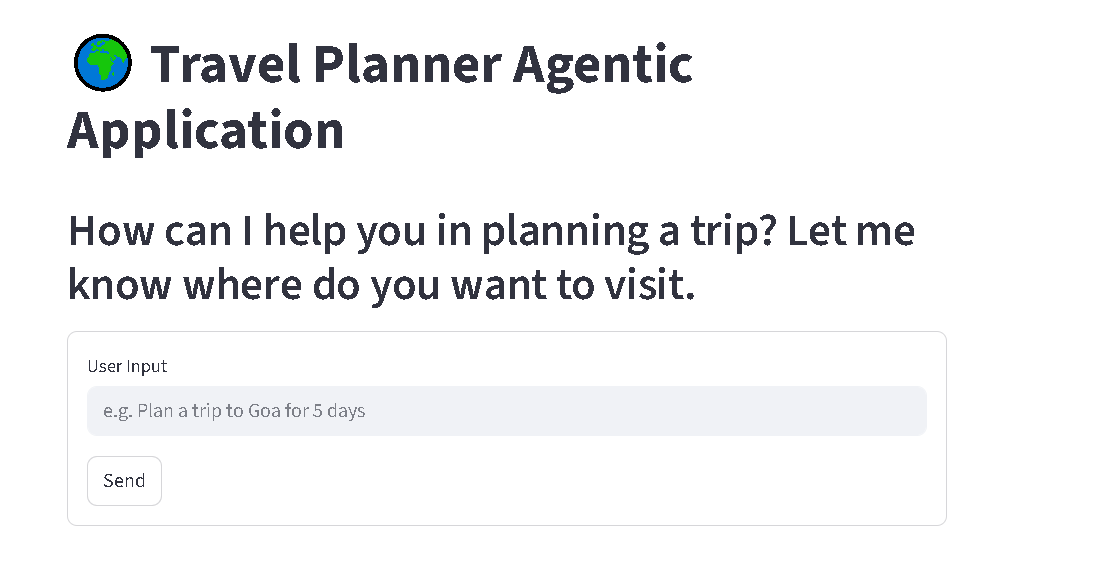 🌍 Travel Planner Agentic
Application
How can I help you in planning a trip? Let me
know where do you want to visit.
User Input
e.g. Plan a trip to Goa for 5 days
Send